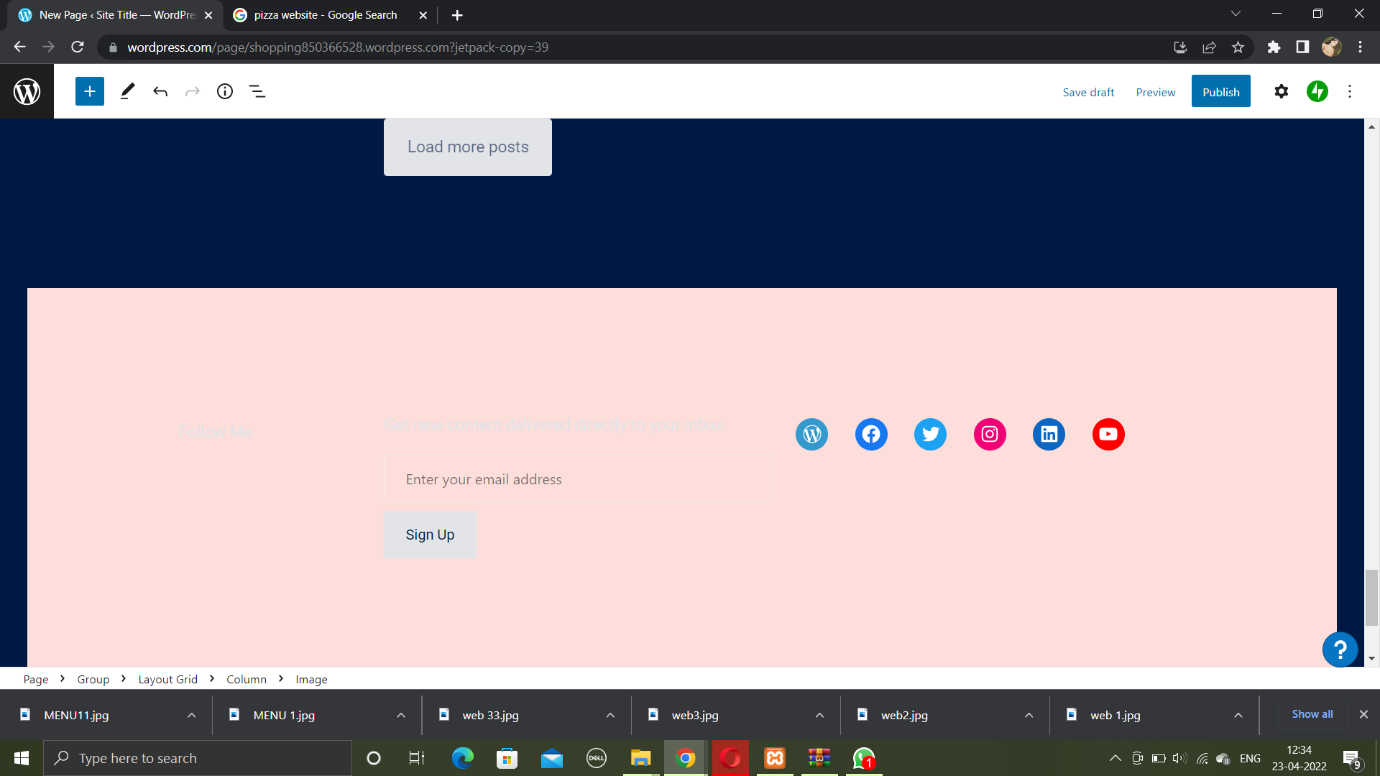 New Page ‹ Site Title — WordPre
pizza website - Google Search
wordpress.com/page/shopping850366528.wordpress.com?jetpack-copy=39
Save draft
Preview
Publish
Load more posts
Follow Me
Get new content delivered directly to your inbox.
Enter your email address
Sign Up
Page > Group > Layout Grid > Column > Image
MENU11.jpg
MENU 1.jpg
web 33.jpg
web3.jpg
web2.jpg
web 1.jpg
Show all
Type here to search
DELL
1
ENG
12:34
23-04-2022
9